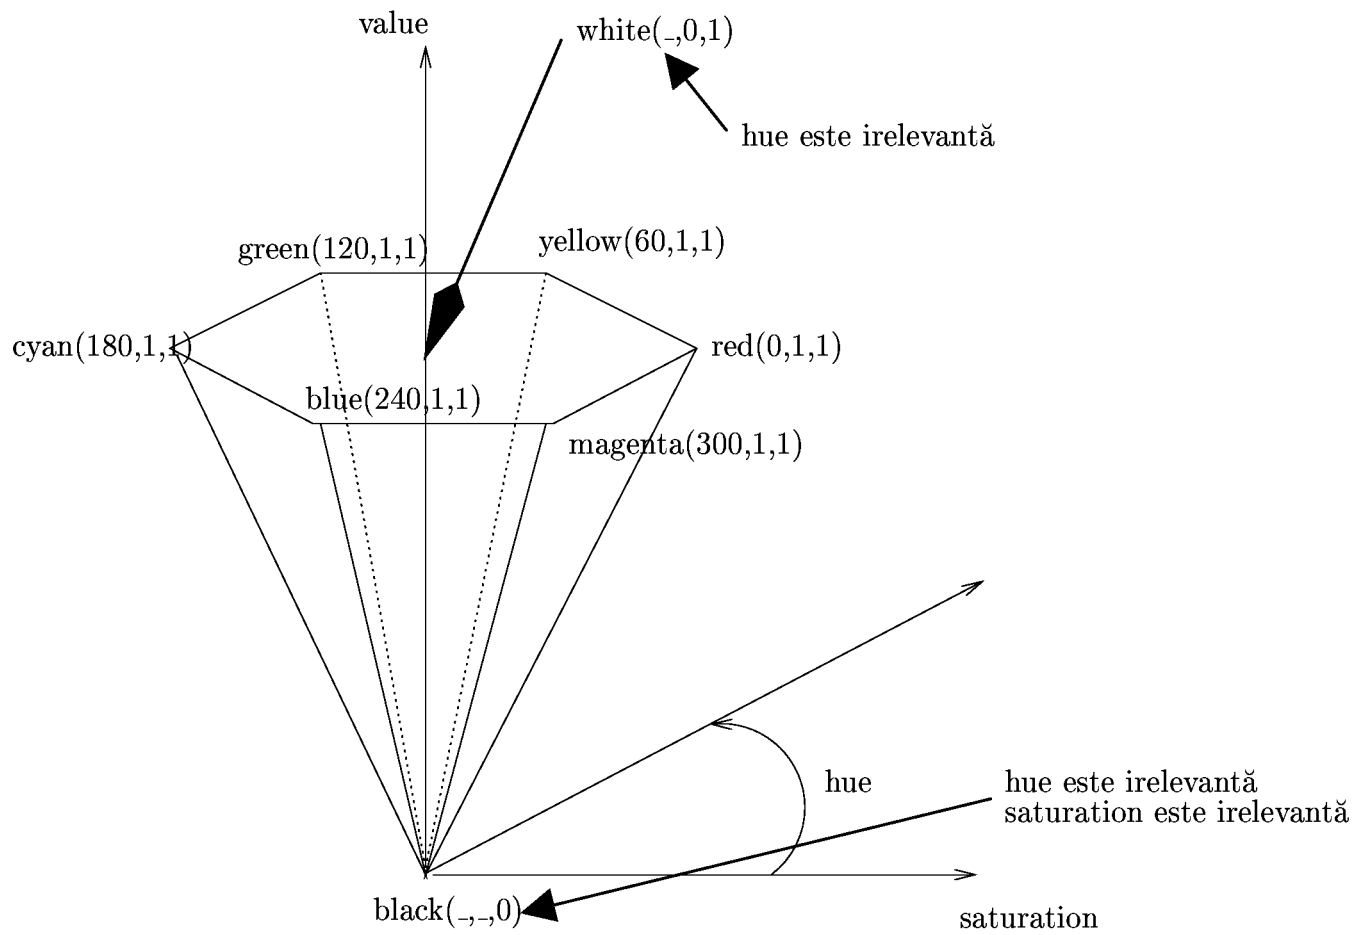 value
white(_,0,1)
hue este irelevantă
green(120,1,1)
yellow(60,1,1)
cyan(180,1,1)
red(0,1,1)
blue(240,1,1)
magenta(300,1,1)
hue
hue este irelevantă
saturation este irelevantă
black(_,_,0)
saturation